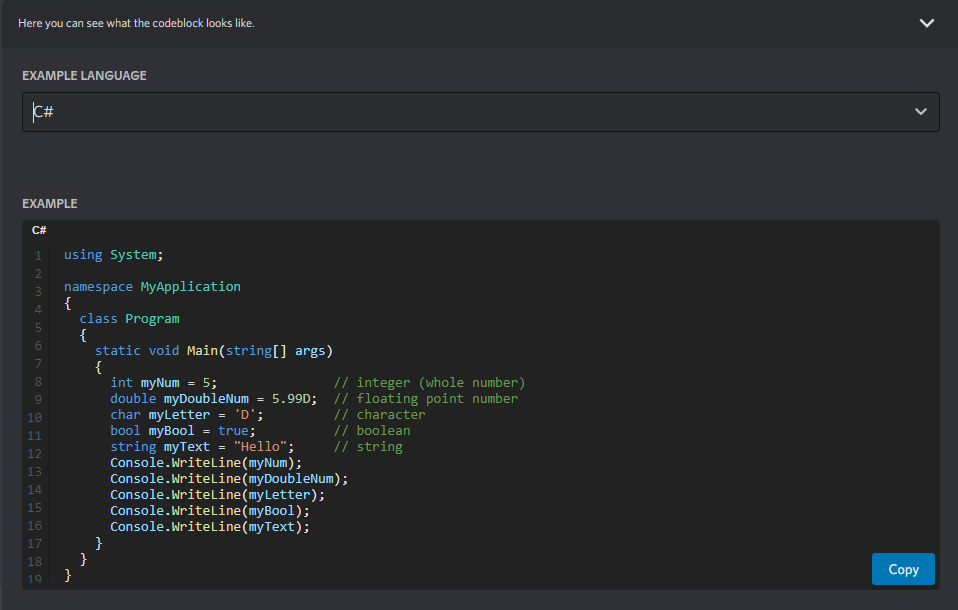 Here you can see what the codeblock looks like.
EXAMPLE LANGUAGE
C#
EXAMPLE
C#
1 using System;
2
3 namespace MyApplication
4 {
5 class Program
6 {
7 static void Main(string[] args)
8 {
9 int myNum = 5; // integer (whole number)
10 double myDoubleNum = 5.99D; // floating point number
11 char myLetter = 'D'; // character
12 bool myBool = true; // boolean
13 string myText = "Hello"; // string
14 Console.WriteLine(myNum);
15 Console.WriteLine(myDoubleNum);
16 Console.WriteLine(myLetter);
17 Console.WriteLine(myBool);
18 Console.WriteLine(myText);
19 }
}
}
Copy